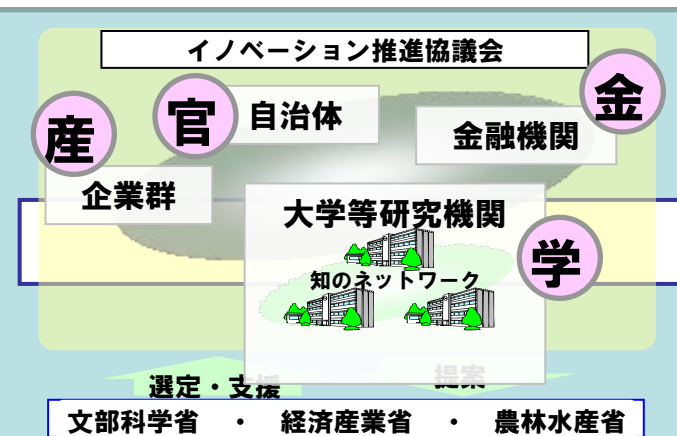 イノベーション推進協議会
金
官
自治体
産
金融機関
企業群
大学等研究機関
学
知のネットワーク
選定・支援
提案
文部科学省 ・ 経済産業省 ・ 農林水産省